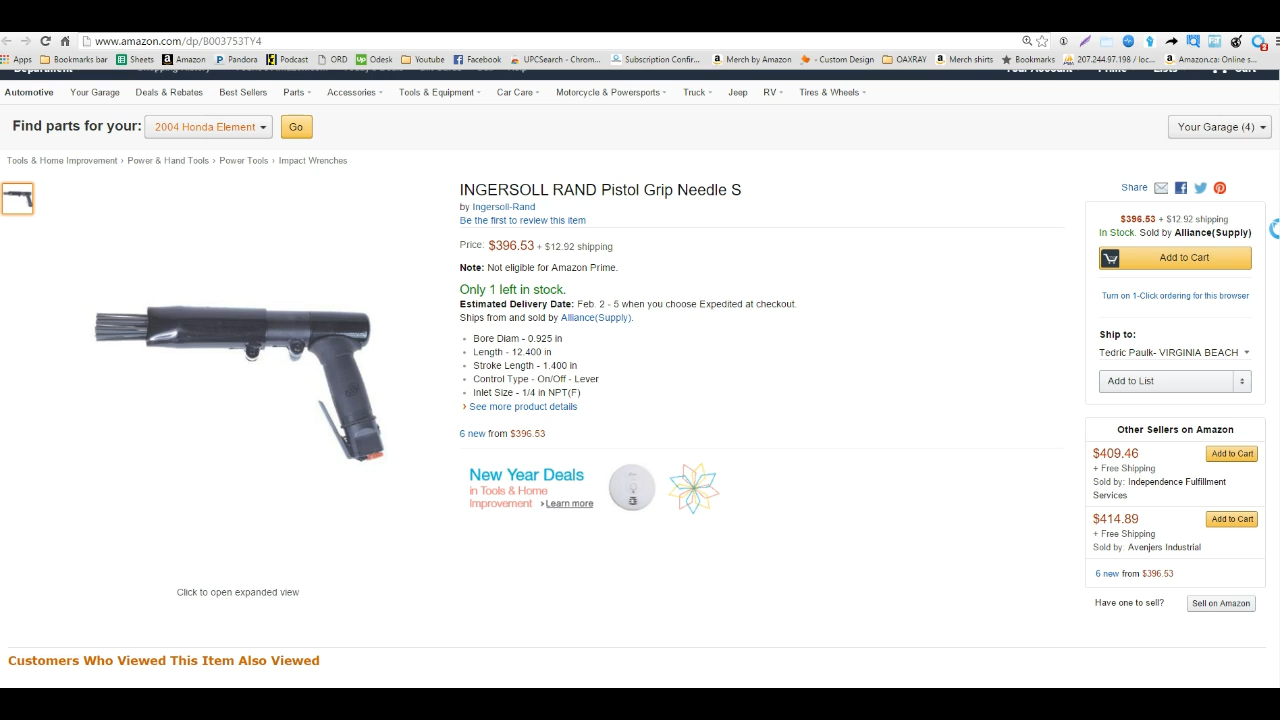 www.amazon.com/dp/B003753TY4
Apps Bookmarks bar Sheets Amazon Pandora Podcast ORD Odesk Youtube Facebook UPCSearch - Chrom... Subscription Confir... Merch by Amazon - Custom Design OAXRAY Merch shirts Bookmarks 207.244.97.198 / loc... Amazon.ca: Online s...
Automotive Your Garage Deals & Rebates Best Sellers Parts Accessories Tools & Equipment Car Care Motorcycle & Powersports Truck Jeep RV Tires & Wheels
Find parts for your: 2004 Honda Element Go Your Garage (4)
Tools & Home Improvement › Power & Hand Tools › Power Tools › Impact Wrenches
INGERSOLL RAND Pistol Grip Needle S
by Ingersoll-Rand
Be the first to review this item
Price: $396.53 + $12.92 shipping
Note: Not eligible for Amazon Prime.
Only 1 left in stock.
Estimated Delivery Date: Feb. 2 - 5 when you choose Expedited at checkout.
Ships from and sold by Alliance(Supply).
• Bore Diam - 0.925 in
• Length - 12.400 in
• Stroke Length - 1.400 in
• Control Type - On/Off - Lever
• Inlet Size - 1/4 in NPT(F)
› See more product details
6 new from $396.53
New Year Deals
in Tools & Home
Improvement › Learn more
Click to open expanded view
Share
$396.53 + $12.92 shipping
In Stock. Sold by Alliance(Supply)
Add to Cart
Turn on 1-Click ordering for this browser
Ship to:
Tedric Paulk- VIRGINIA BEACH
Add to List
Other Sellers on Amazon
$409.46 Add to Cart
+ Free Shipping
Sold by: Independence Fulfillment
Services
$414.89 Add to Cart
+ Free Shipping
Sold by: Avenjers Industrial
6 new from $396.53
Have one to sell? Sell on Amazon
Customers Who Viewed This Item Also Viewed